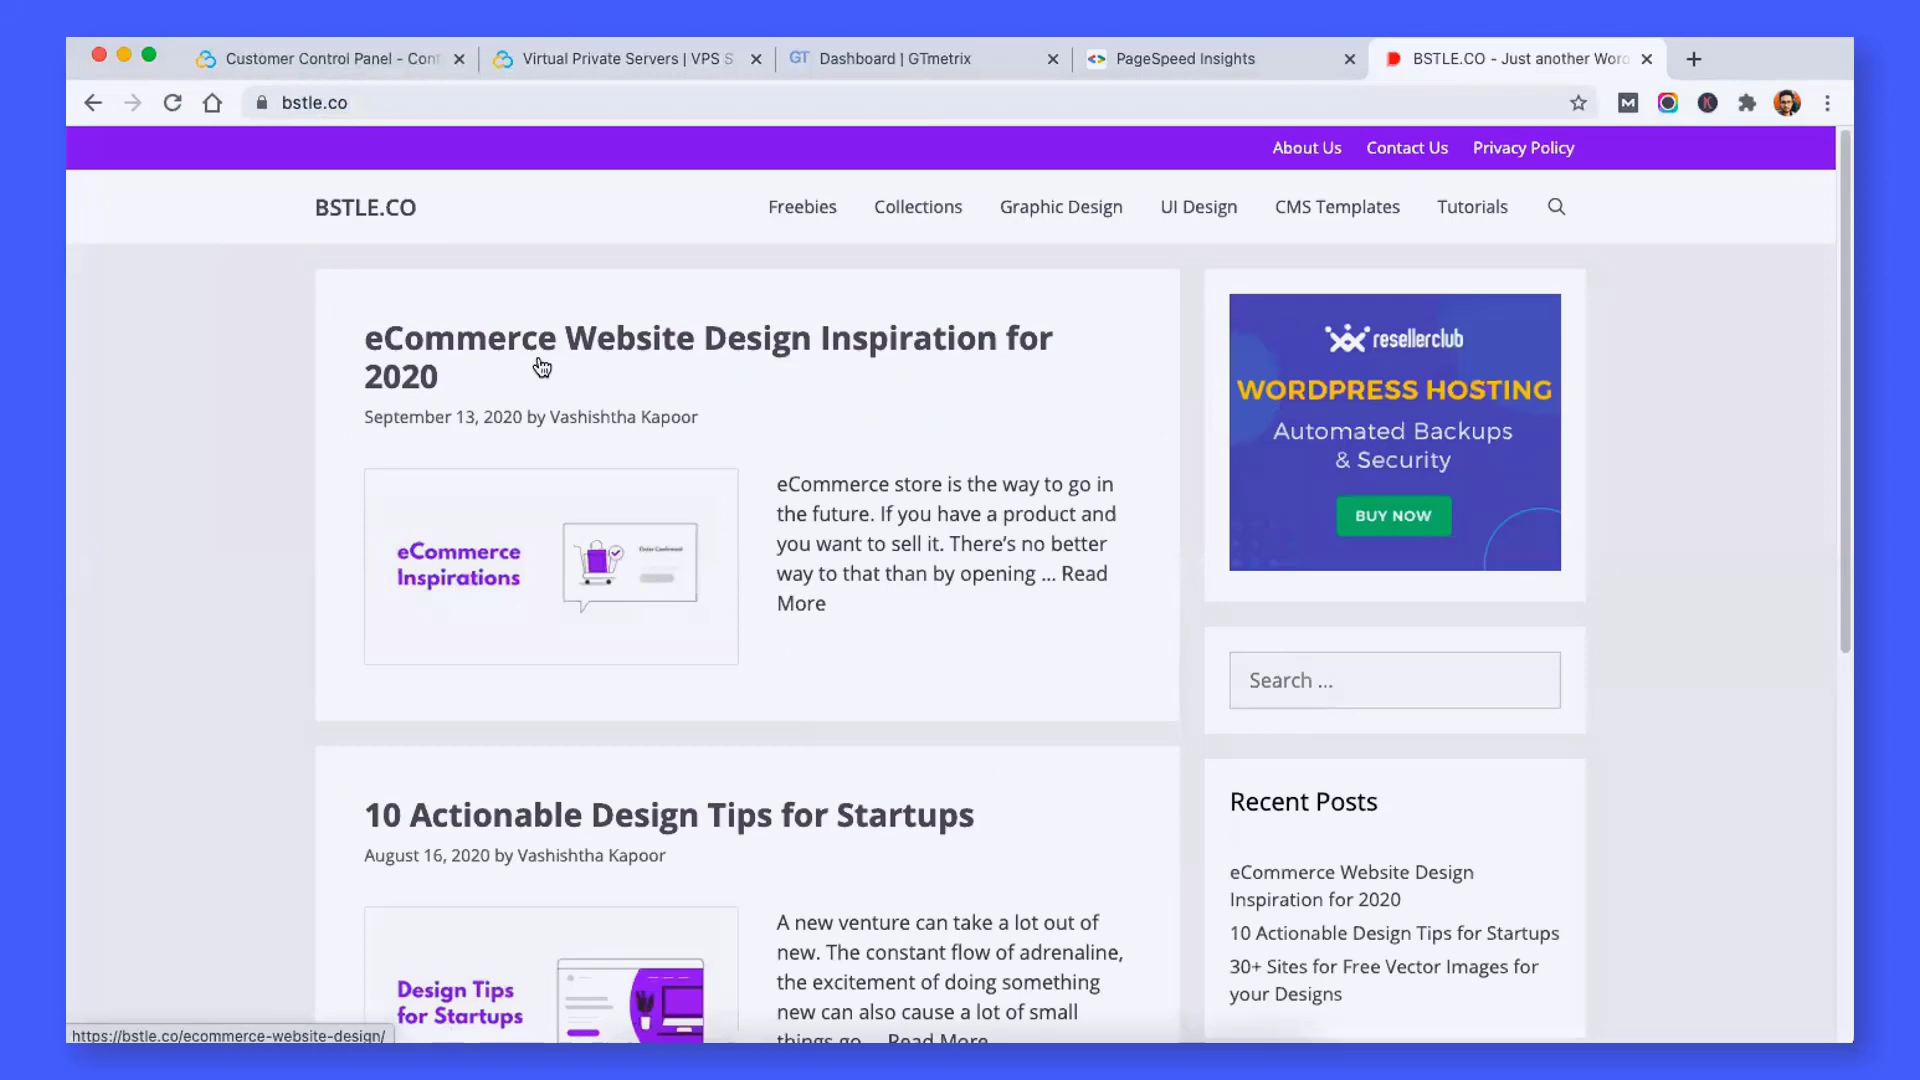 Customer Control Panel - Con
Virtual Private Servers | VPS S
GT Dashboard | GTmetrix
PageSpeed Insights
BSTLE.CO - Just another Word
bstle.co
About Us Contact Us Privacy Policy
BSTLE.CO
Freebies Collections Graphic Design UI Design CMS Templates Tutorials
eCommerce Website Design Inspiration for
2020
September 13, 2020 by Vashishtha Kapoor
eCommerce
Inspirations
Order Confirmed
eCommerce store is the way to go in
the future. If you have a product and
you want to sell it. There's no better
way to that than by opening ... Read
More
10 Actionable Design Tips for Startups
August 16, 2020 by Vashishtha Kapoor
Design Tips
for Startups
A new venture can take a lot out of
new. The constant flow of adrenaline,
the excitement of doing something
new can also cause a lot of small
things go ... Read More
resellerclub
WORDPRESS HOSTING
Automated Backups
& Security
BUY NOW
Search ...
Recent Posts
eCommerce Website Design
Inspiration for 2020
10 Actionable Design Tips for Startups
30+ Sites for Free Vector Images for
your Designs
https://bstle.co/ecommerce-website-design/